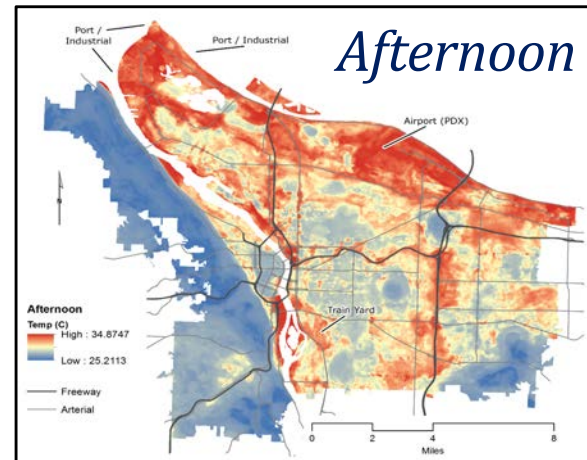 Afternoon
Port /
Industrial
Port / Industrial
Airport (PDX)
Train Yard
N
Afternoon
Temp (C)
High : 34.8747
Low : 25.2113
Freeway
Arterial
0 2 4 8
Miles